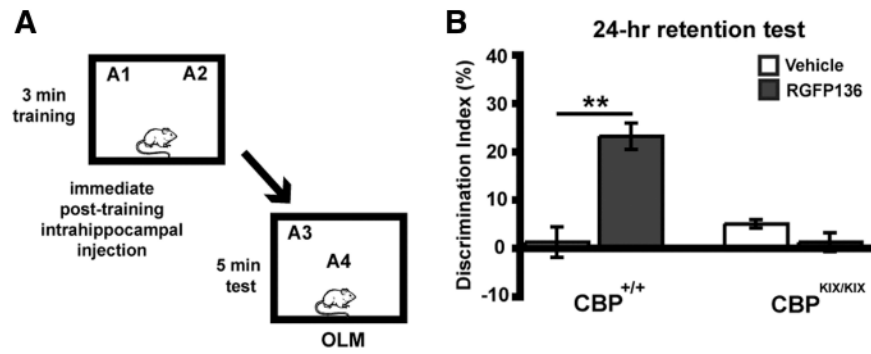 A
A1 A2
3 min
training
immediate
post-training
intrahippocampal
injection
A3
A4
5 min
test
OLM
B
24-hr retention test
Vehicle
RGFP136
Discrimination Index (%)
40
30
20
10
0
-10
**
CBP+/+
CBPKIX/KIX